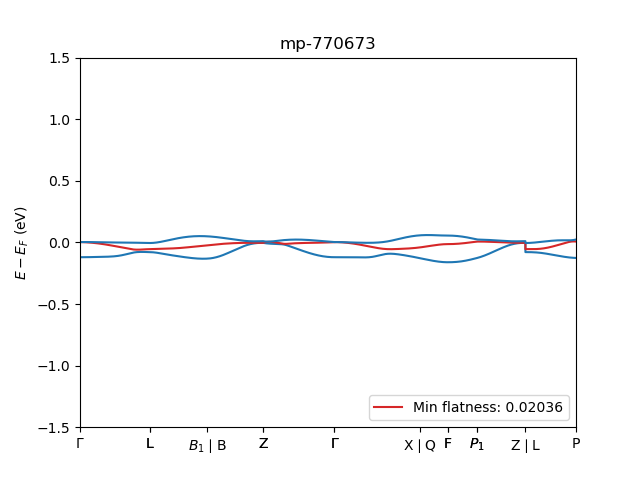 mp-770673
1.5
1.0
0.5
0.0
−0.5
−1.0
−1.5
E − E_F (eV)
Min flatness: 0.02036
Γ L B₁ | B Z Γ X | Q F P₁ Z | L P